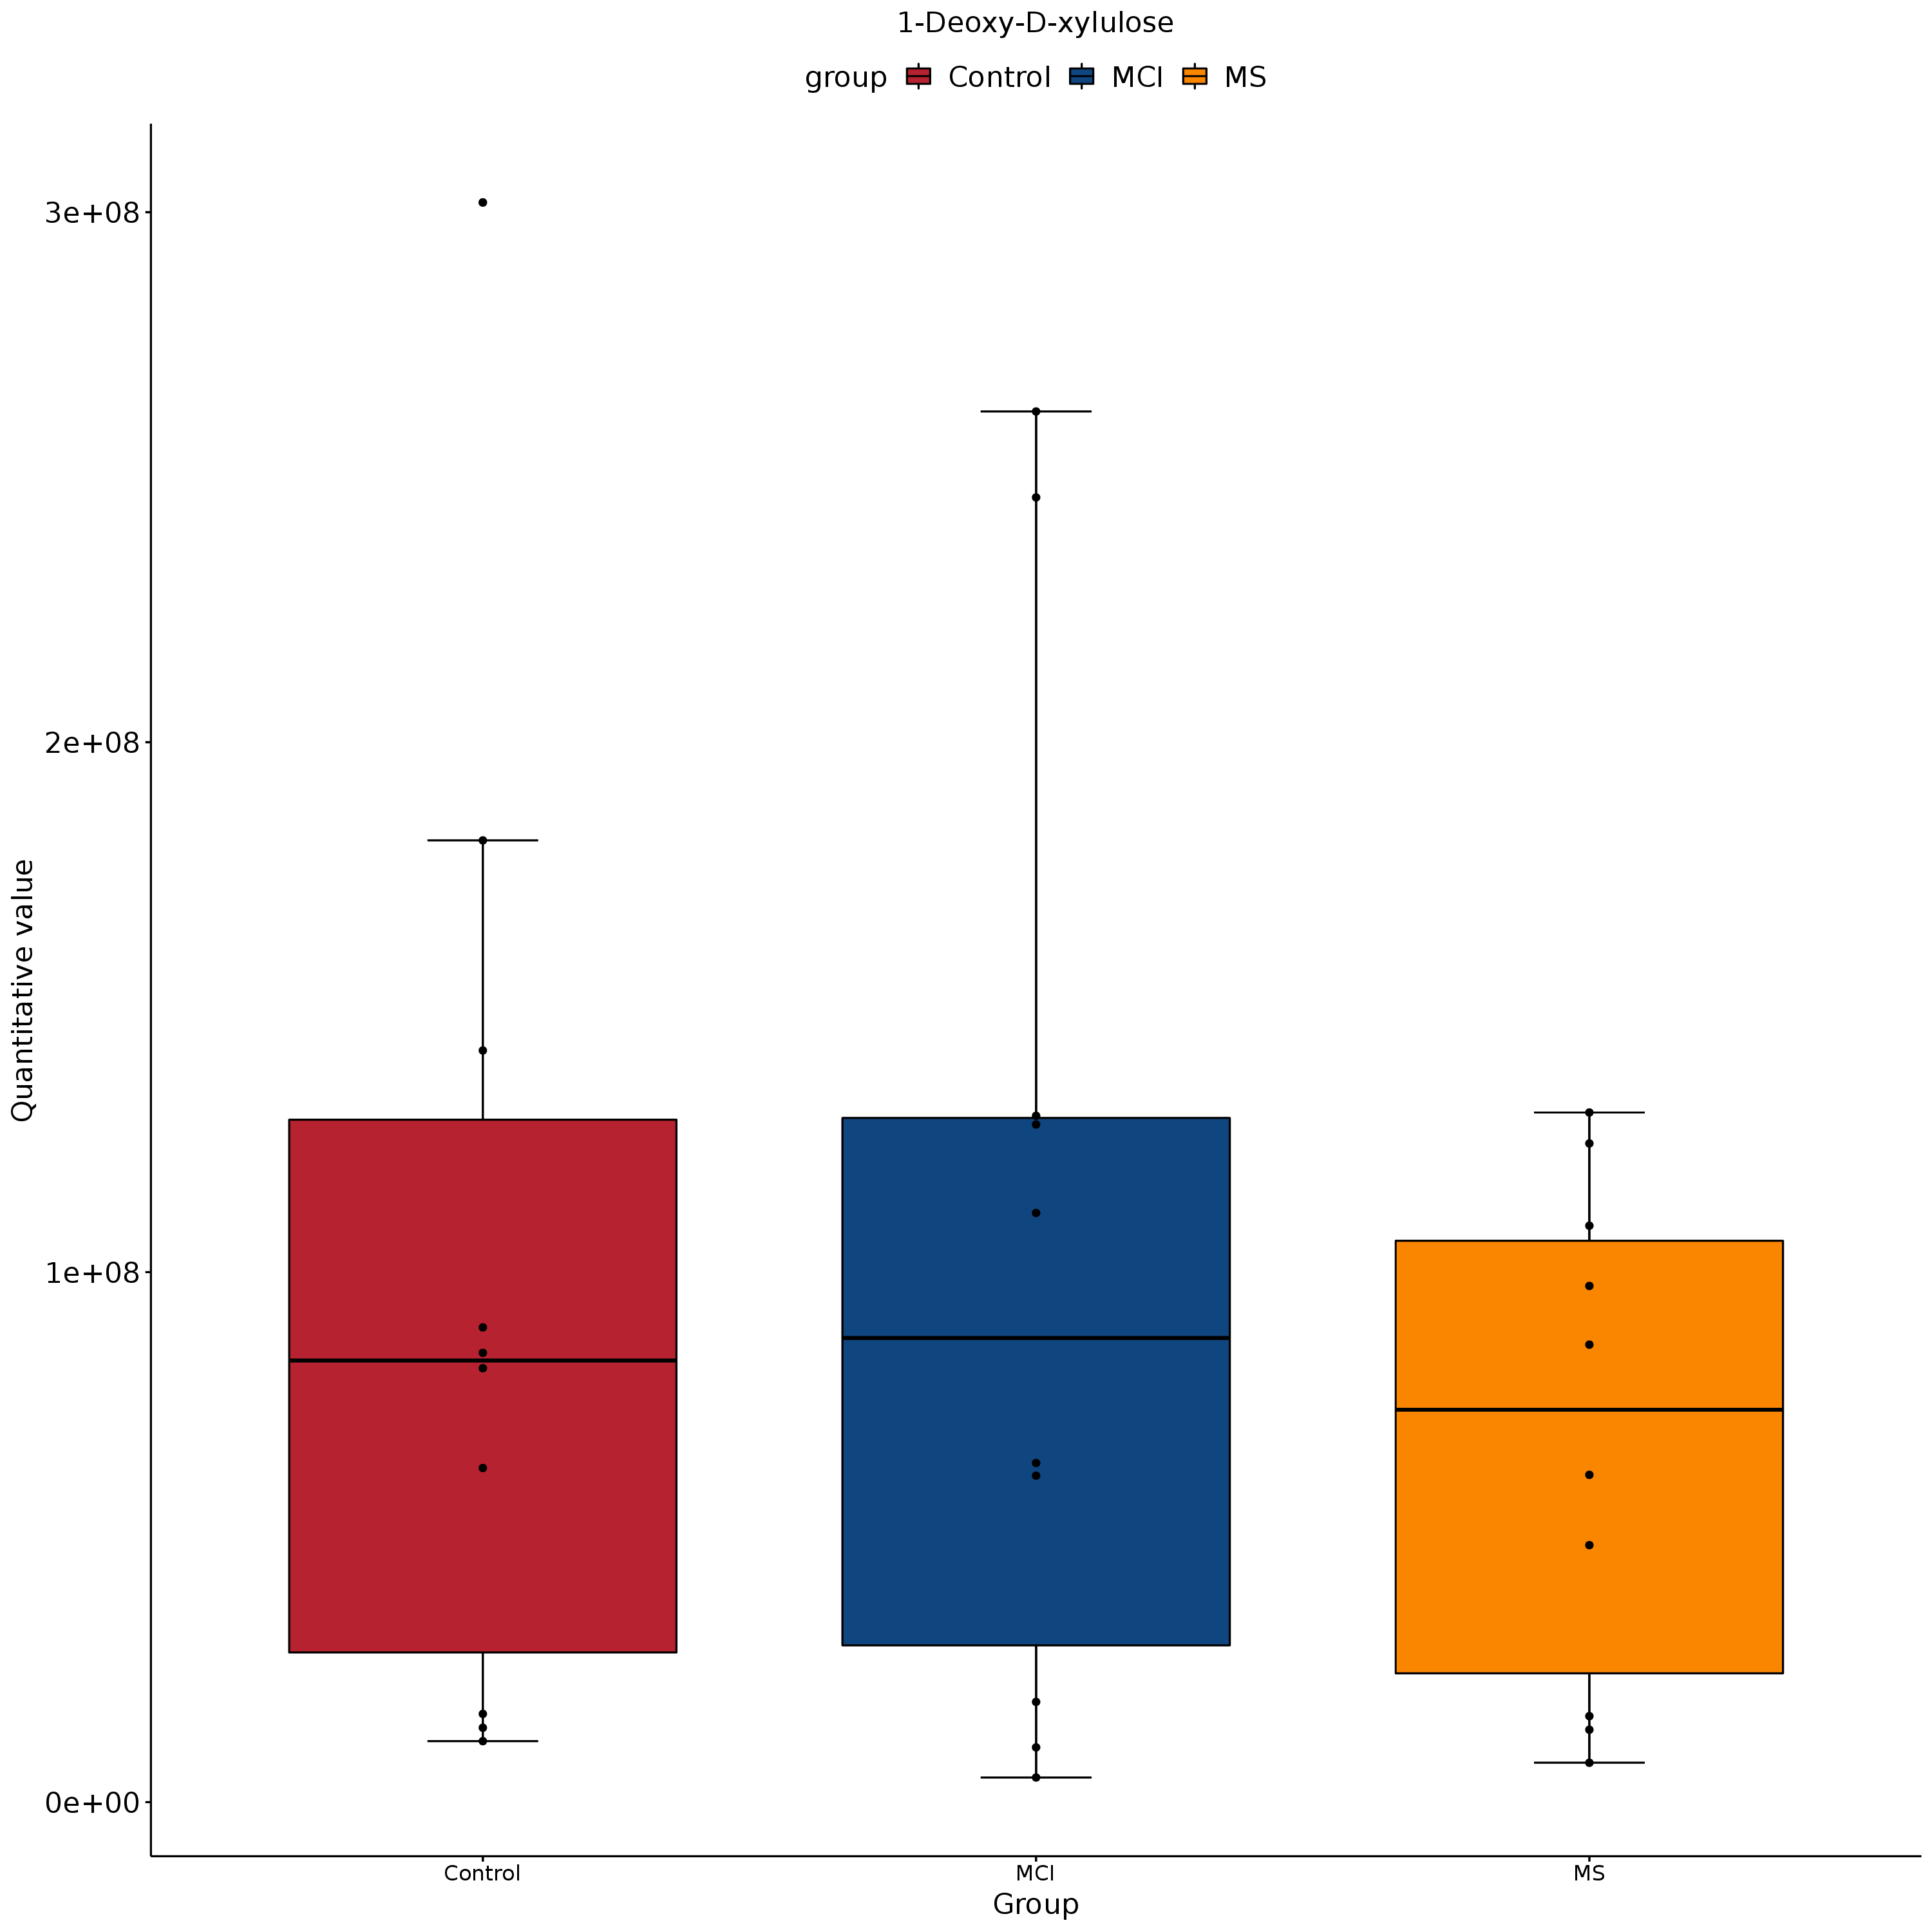 1-Deoxy-D-xylulose
group Control MCI MS
3e+08
2e+08
1e+08
0e+00
Quantitative value
Control MCI MS
Group